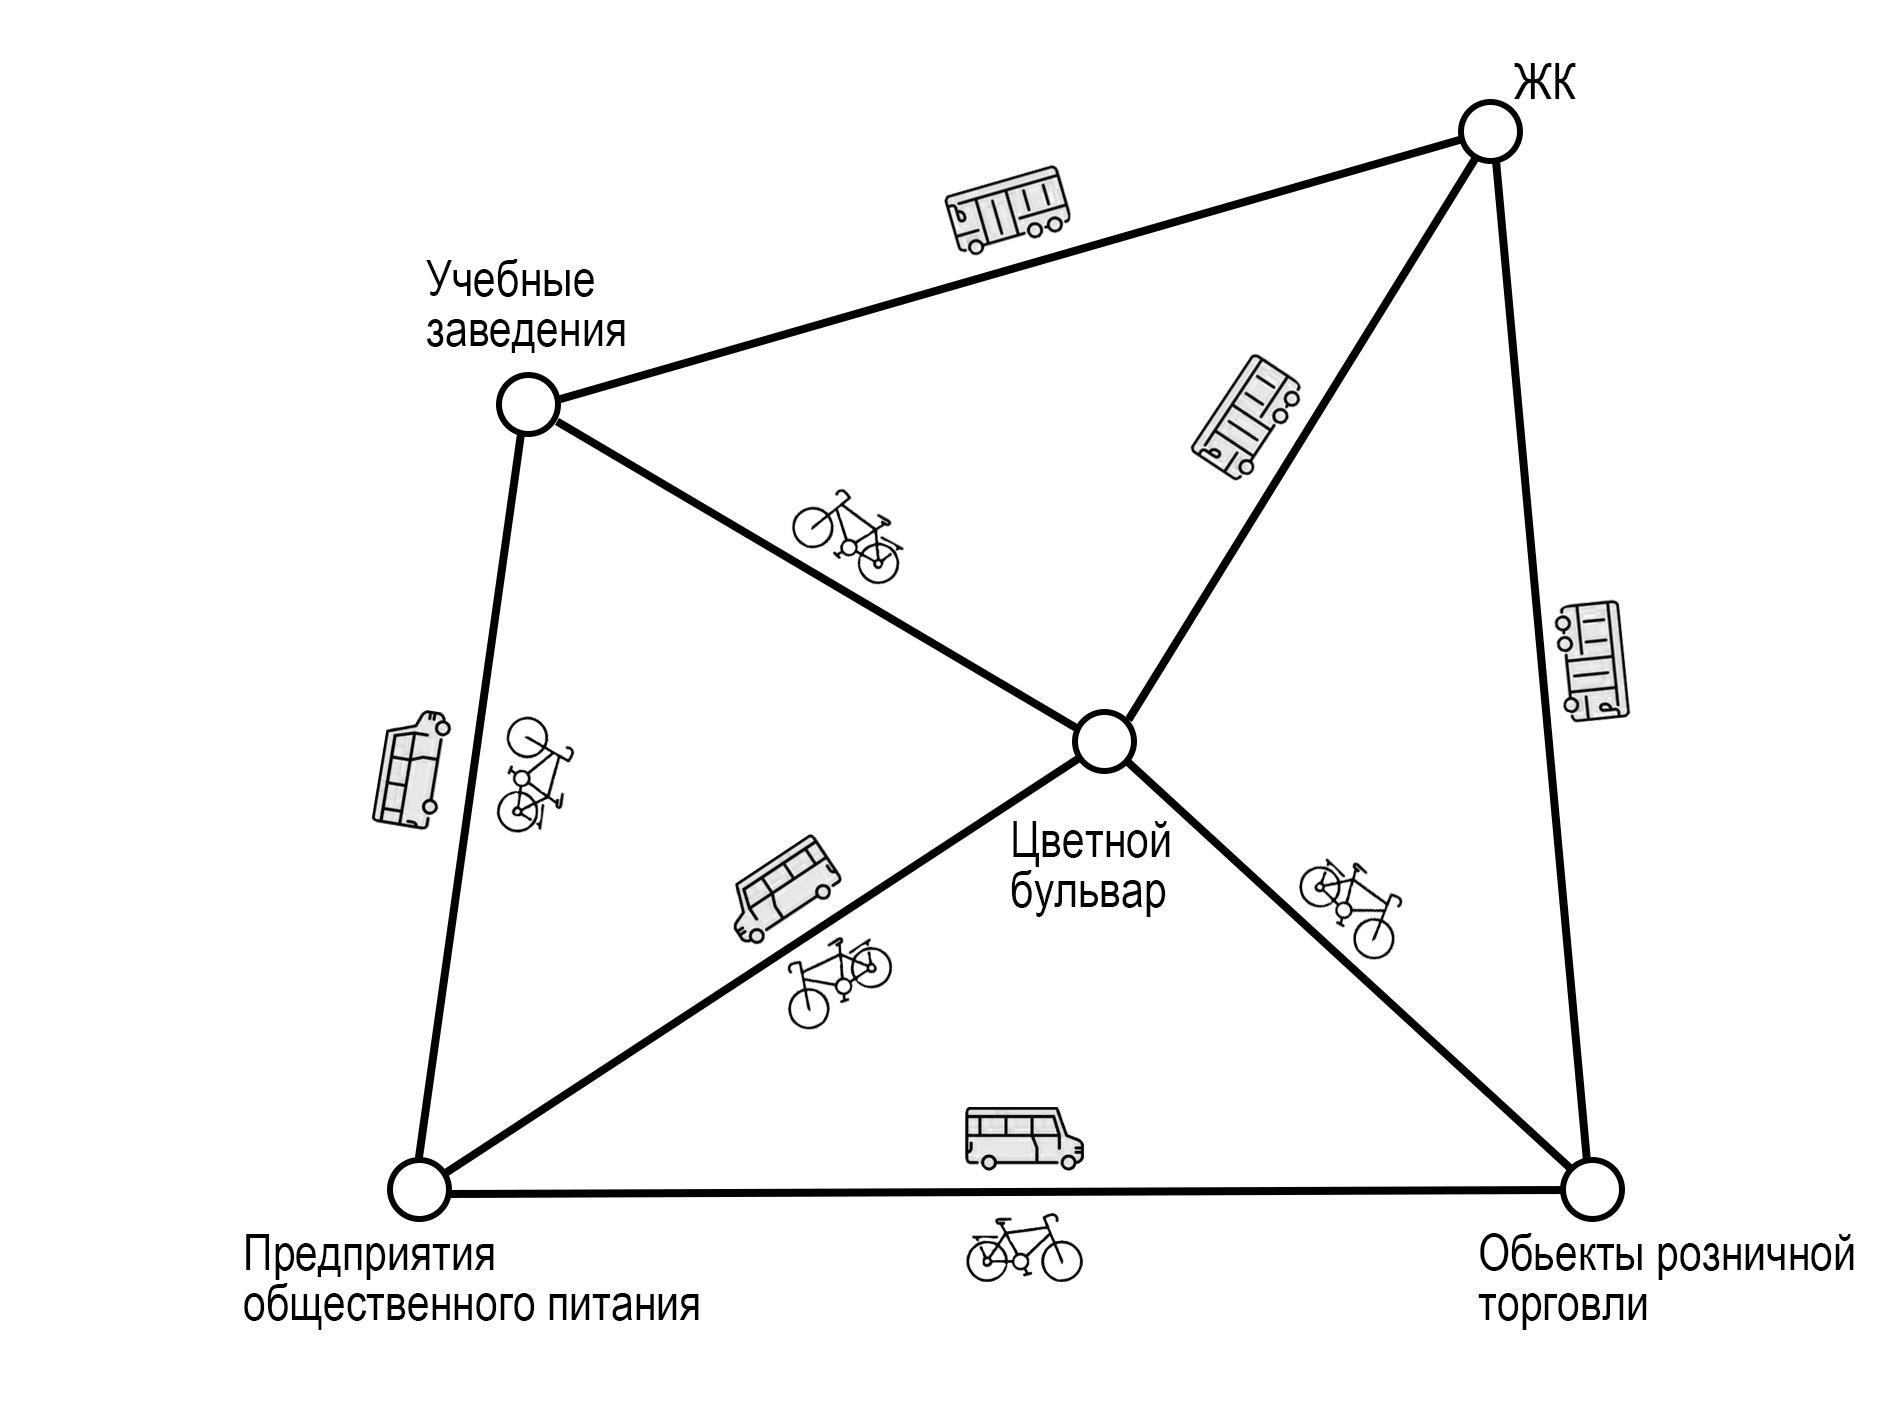 ЖК
Учебные
заведения
Цветной
бульвар
Предприятия
общественного питания
Обьекты розничной
торговли